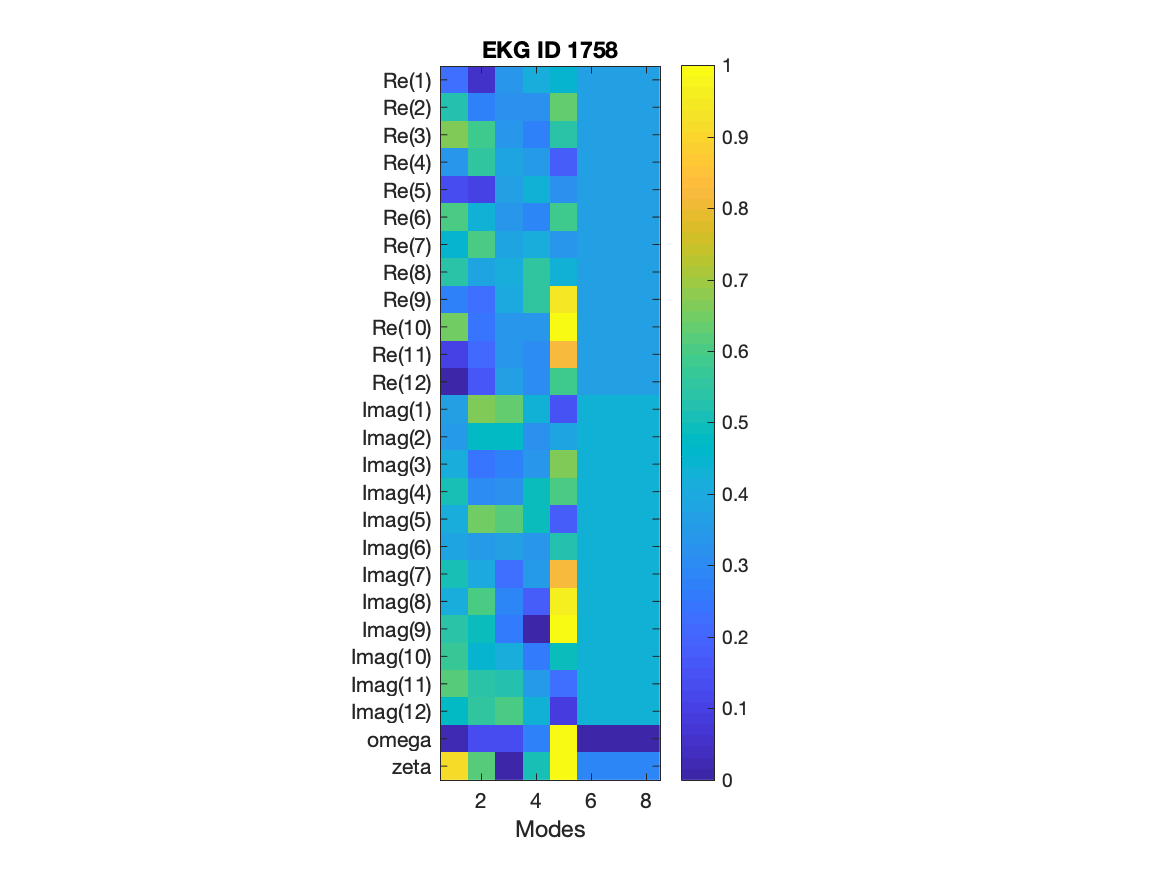 EKG ID 1758
Re(1)
Re(2)
Re(3)
Re(4)
Re(5)
Re(6)
Re(7)
Re(8)
Re(9)
Re(10)
Re(11)
Re(12)
Imag(1)
Imag(2)
Imag(3)
Imag(4)
Imag(5)
Imag(6)
Imag(7)
Imag(8)
Imag(9)
Imag(10)
Imag(11)
Imag(12)
omega
zeta
2 4 6 8
Modes
1
0.9
0.8
0.7
0.6
0.5
0.4
0.3
0.2
0.1
0